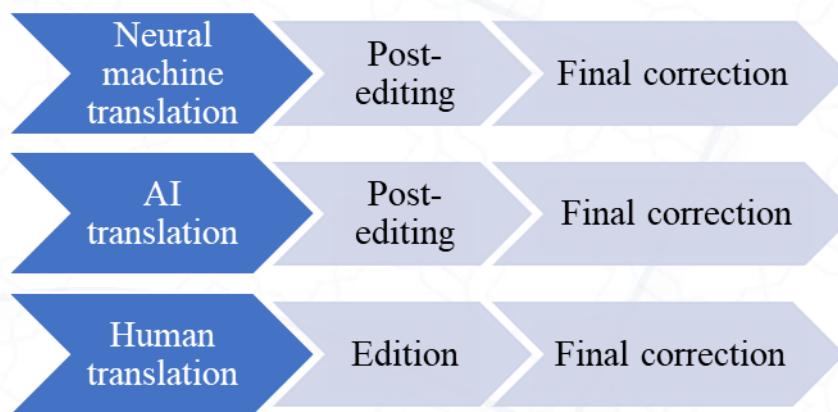 Neural
machine
translation
Post-
editing
Final correction
AI
translation
Post-
editing
Final correction
Human
translation
Edition
Final correction